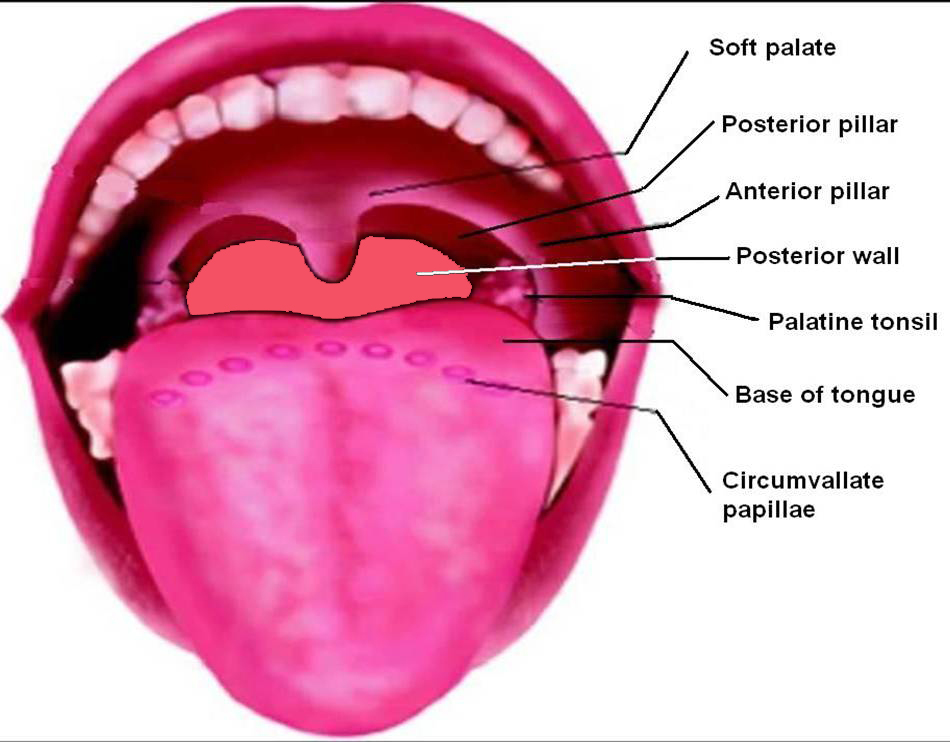 Soft palate
Posterior pillar
Anterior pillar
Posterior wall
Palatine tonsil
Base of tongue
Circumvallate
papillae